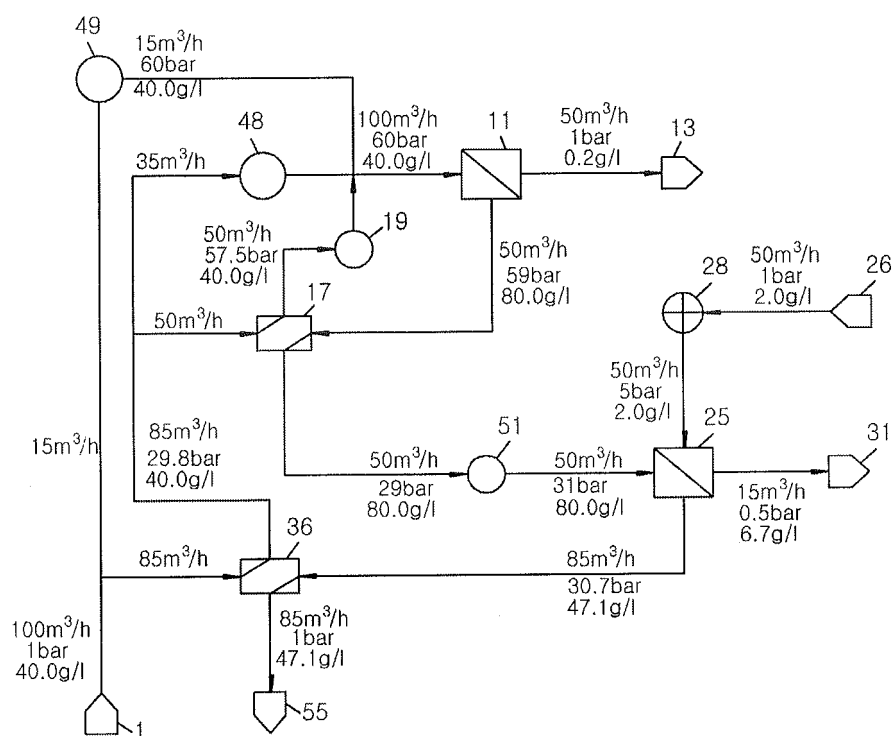 49
15m³/h
60bar
40.0g/l
48
35m³/h
100m³/h
60bar
40.0g/l
11
50m³/h
1bar
0.2g/l
13
50m³/h
57.5bar
40.0g/l
19
50m³/h
59bar
80.0g/l
17
50m³/h
28
50m³/h
1bar
2.0g/l
26
50m³/h
5bar
2.0g/l
25
31
15m³/h
85m³/h
29.8bar
40.0g/l
51
50m³/h
29bar
80.0g/l
50m³/h
31bar
80.0g/l
15m³/h
0.5bar
6.7g/l
36
85m³/h
85m³/h
30.7bar
47.1g/l
100m³/h
1bar
40.0g/l
85m³/h
1bar
47.1g/l
1
55